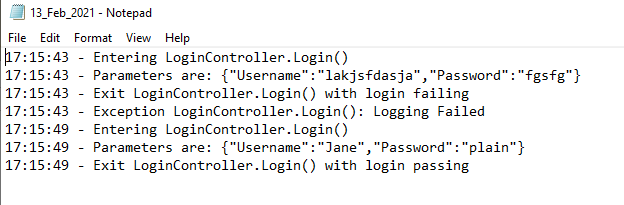 13_Feb_2021 - Notepad
File Edit Format View Help
17:15:43 - Entering LoginController.Login()
17:15:43 - Parameters are: {"Username":"lakjsfdasja","Password":"fgsfg"}
17:15:43 - Exit LoginController.Login() with login failing
17:15:43 - Exception LoginController.Login(): Logging Failed
17:15:49 - Entering LoginController.Login()
17:15:49 - Parameters are: {"Username":"Jane","Password":"plain"}
17:15:49 - Exit LoginController.Login() with login passing